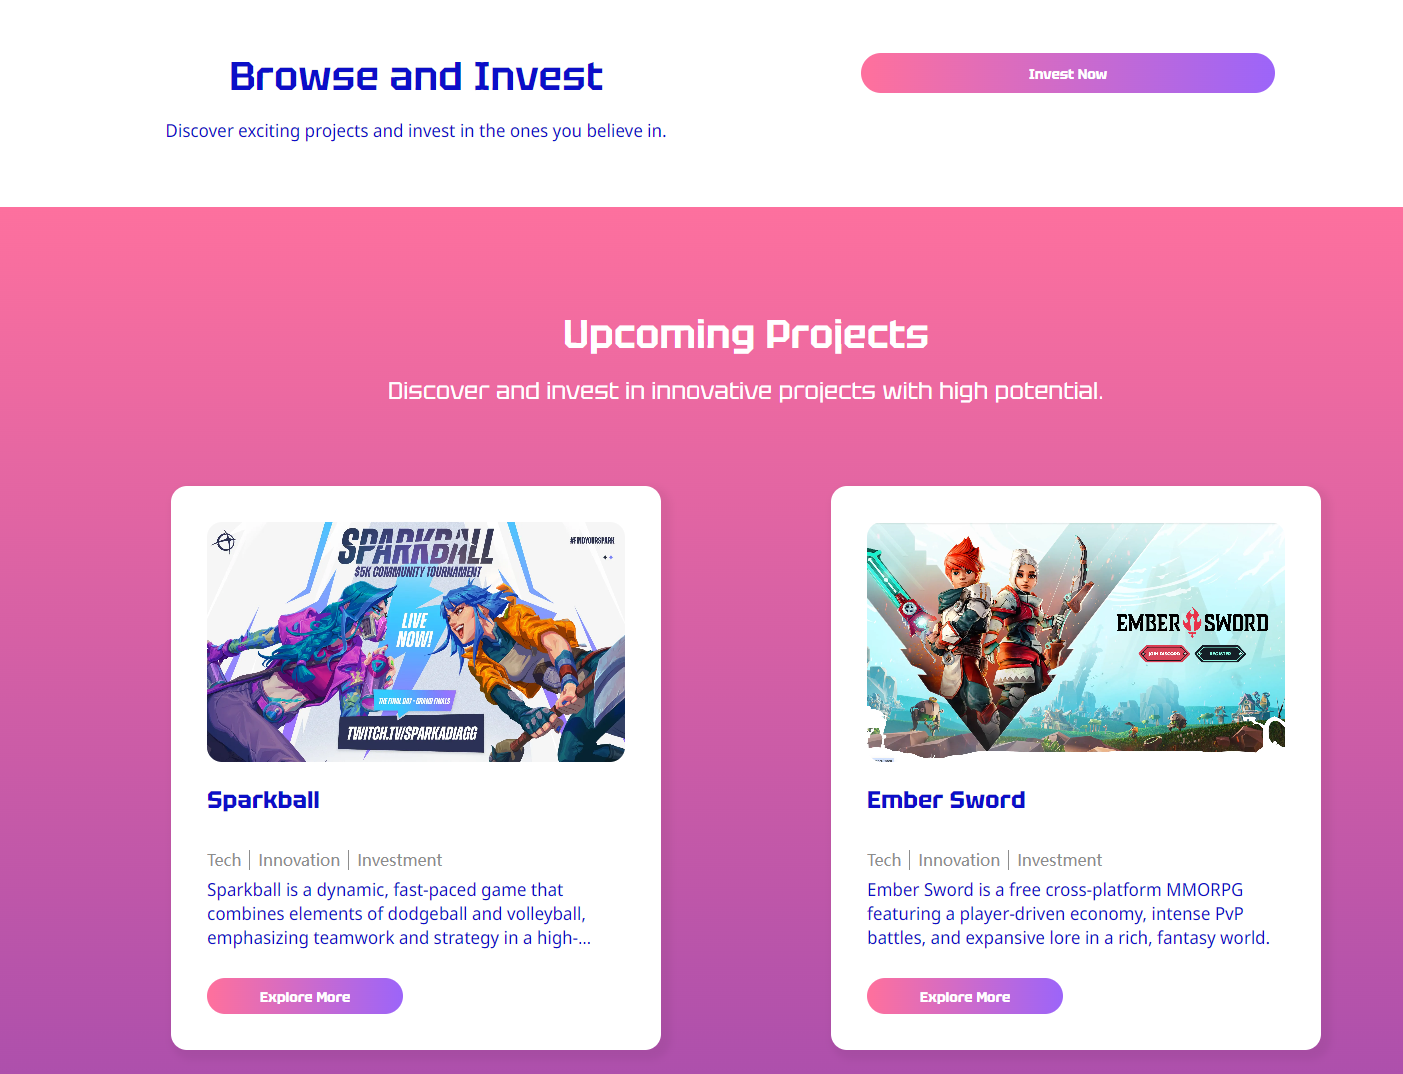 Browse and Invest
Invest Now
Discover exciting projects and invest in the ones you believe in.
Upcoming Projects
Discover and invest in innovative projects with high potential.
SPARKBALL
#FINDYOURSPARK
$5K COMMUNITY TOURNAMENT
LIVE
NOW!
THE FINAL DAY - GRAND FINALS
TWITCH.TV/SPARKADIAGG
EMBER SWORD
JOIN DISCORD
Sparkball
Tech | Innovation | Investment
Sparkball is a dynamic, fast-paced game that
combines elements of dodgeball and volleyball,
emphasizing teamwork and strategy in a high-...
Explore More
Ember Sword
Tech | Innovation | Investment
Ember Sword is a free cross-platform MMORPG
featuring a player-driven economy, intense PvP
battles, and expansive lore in a rich, fantasy world.
Explore More